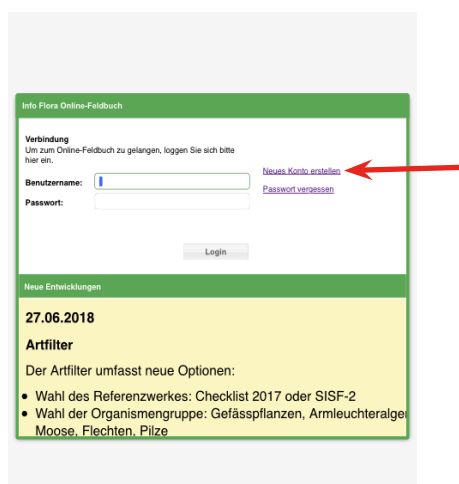 Info Flora Online-Feldbuch
Verbindung
Um zum Online-Feldbuch zu gelangen, loggen Sie sich bitte
hier ein.
Neues Konto erstellen
Benutzername:
Passwort vergessen
Passwort:
Login
Neue Entwicklungen
27.06.2018
Artfilter
Der Artfilter umfasst neue Optionen:
• Wahl des Referenzwerkes: Checklist 2017 oder SISF-2
• Wahl der Organismengruppe: Gefässpflanzen, Armleuchteralge
Moose, Flechten, Pilze